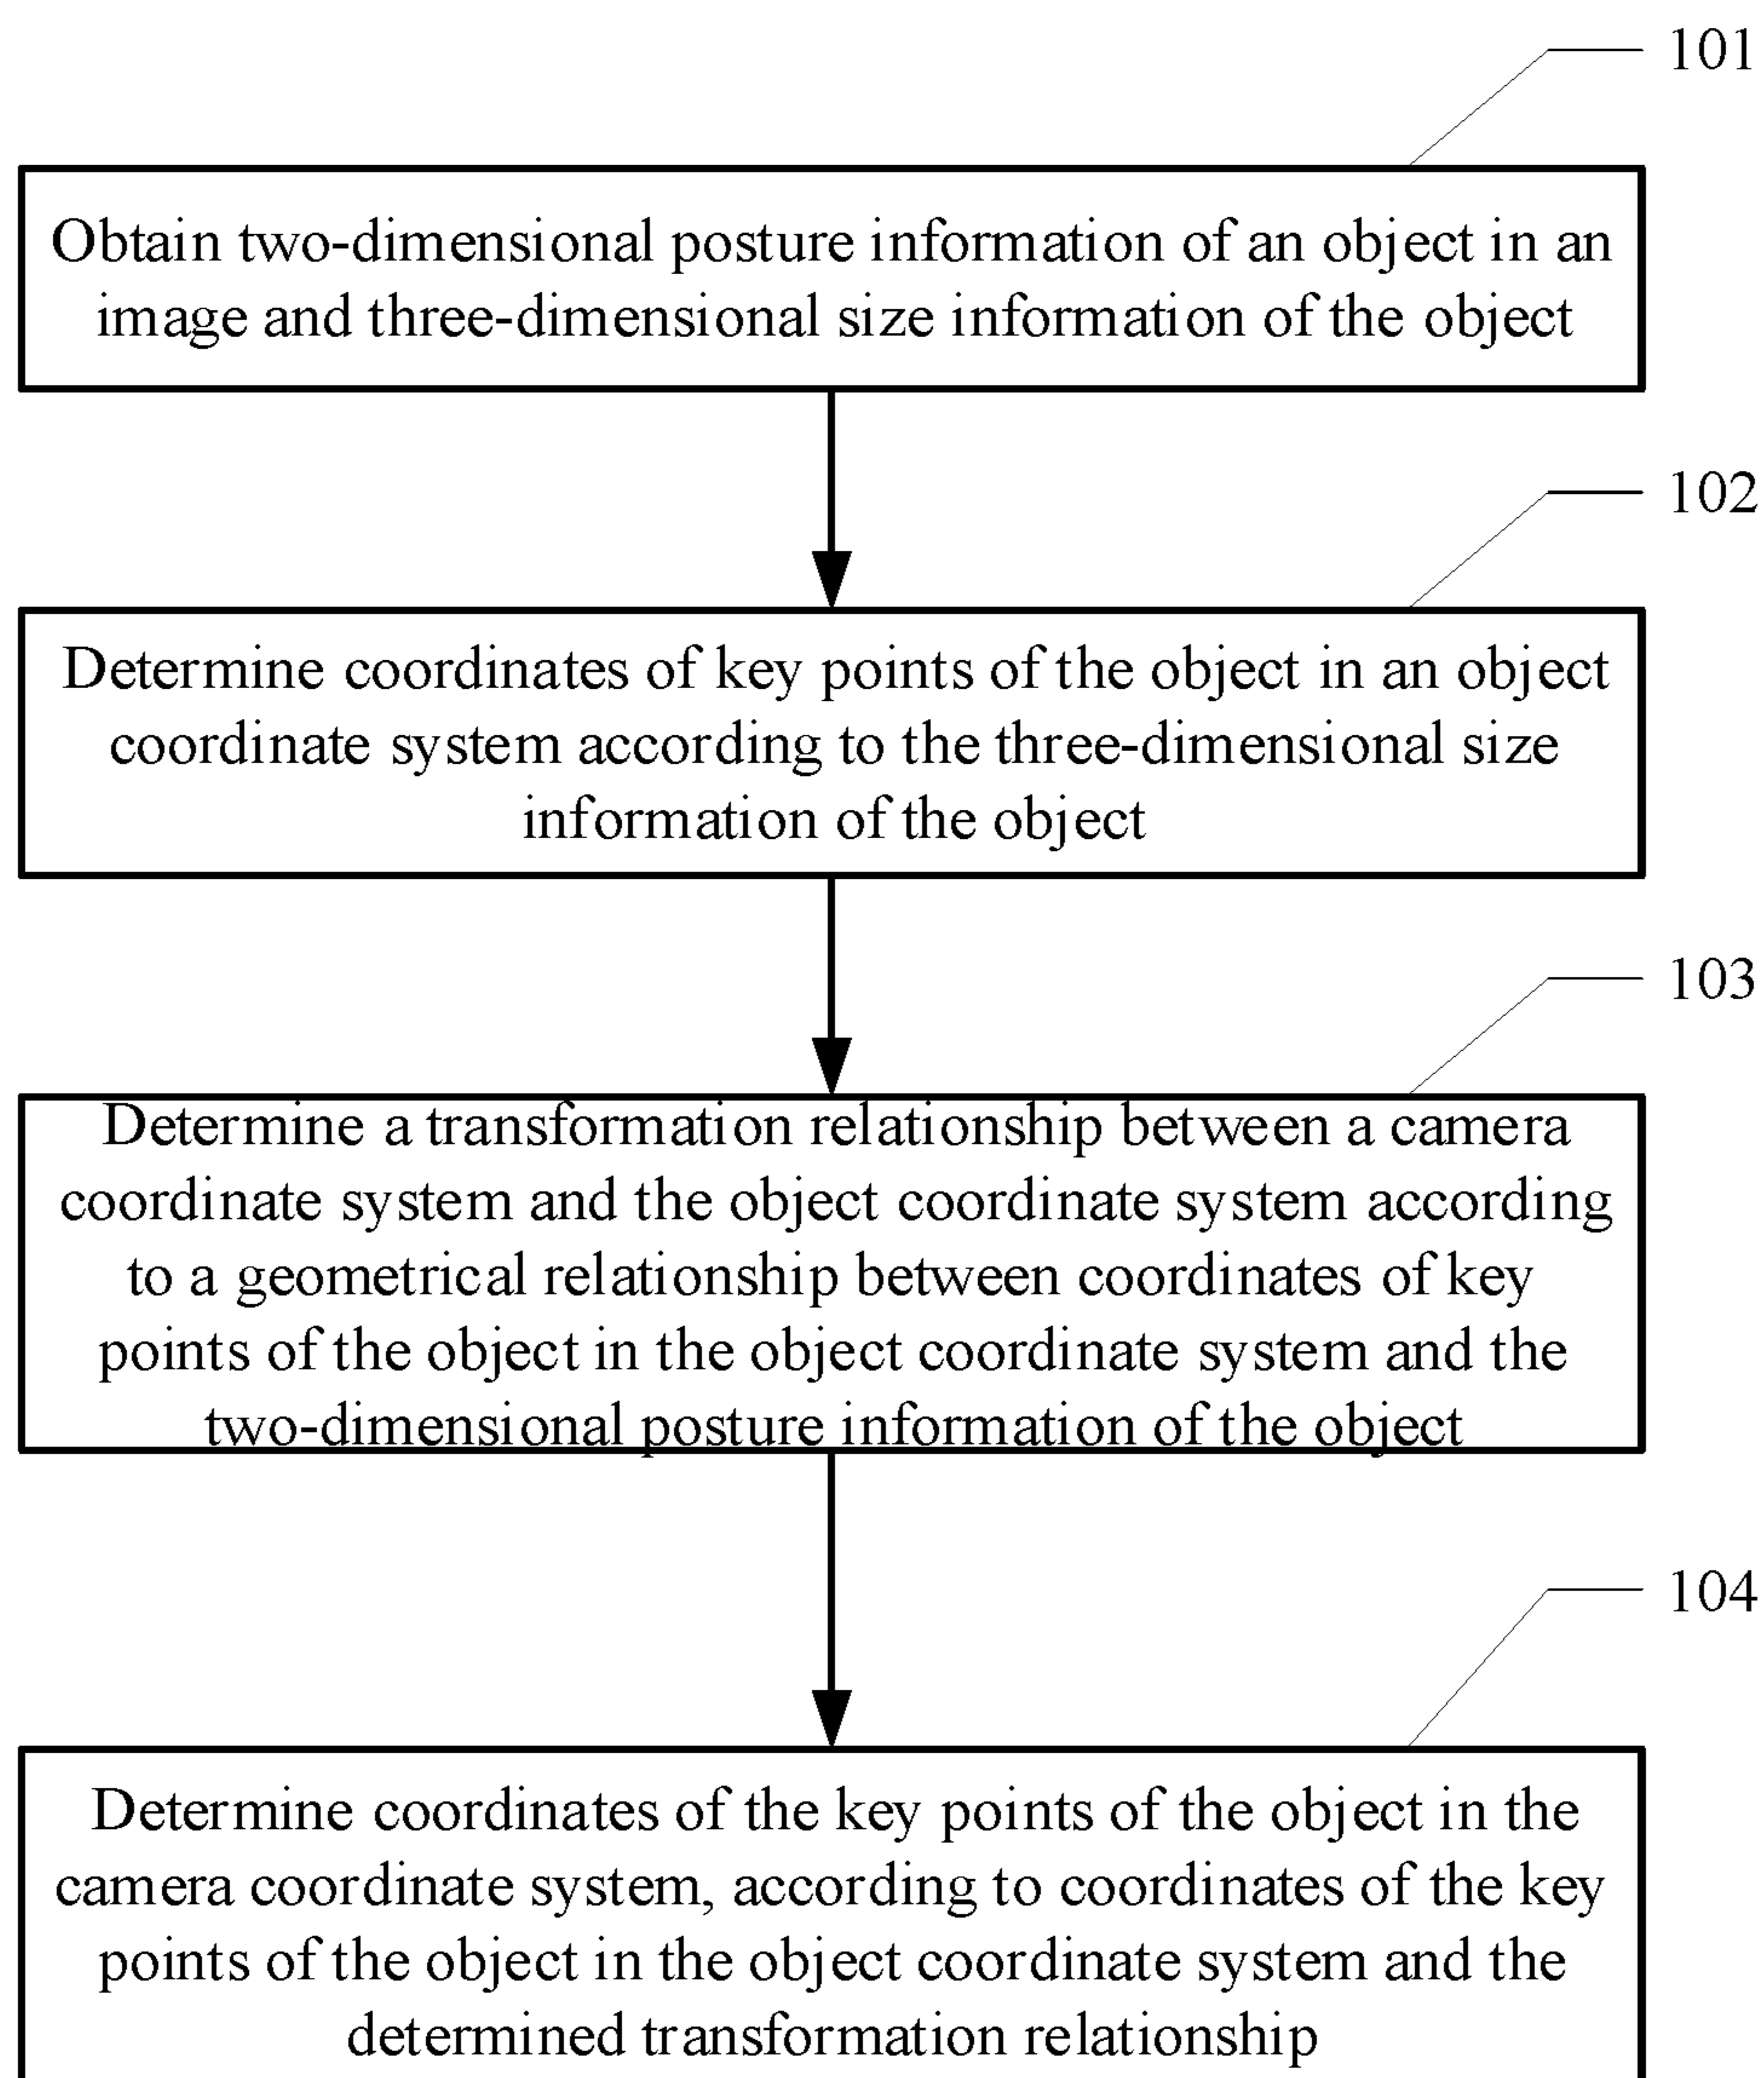 101
Obtain two-dimensional posture information of an object in an
image and three-dimensional size information of the object
102
Determine coordinates of key points of the object in an object
coordinate system according to the three-dimensional size
information of the object
103
Determine a transformation relationship between a camera
coordinate system and the object coordinate system according
to a geometrical relationship between coordinates of key
points of the object in the object coordinate system and the
two-dimensional posture information of the object
104
Determine coordinates of the key points of the object in the
camera coordinate system, according to coordinates of the key
points of the object in the object coordinate system and the
determined transformation relationship